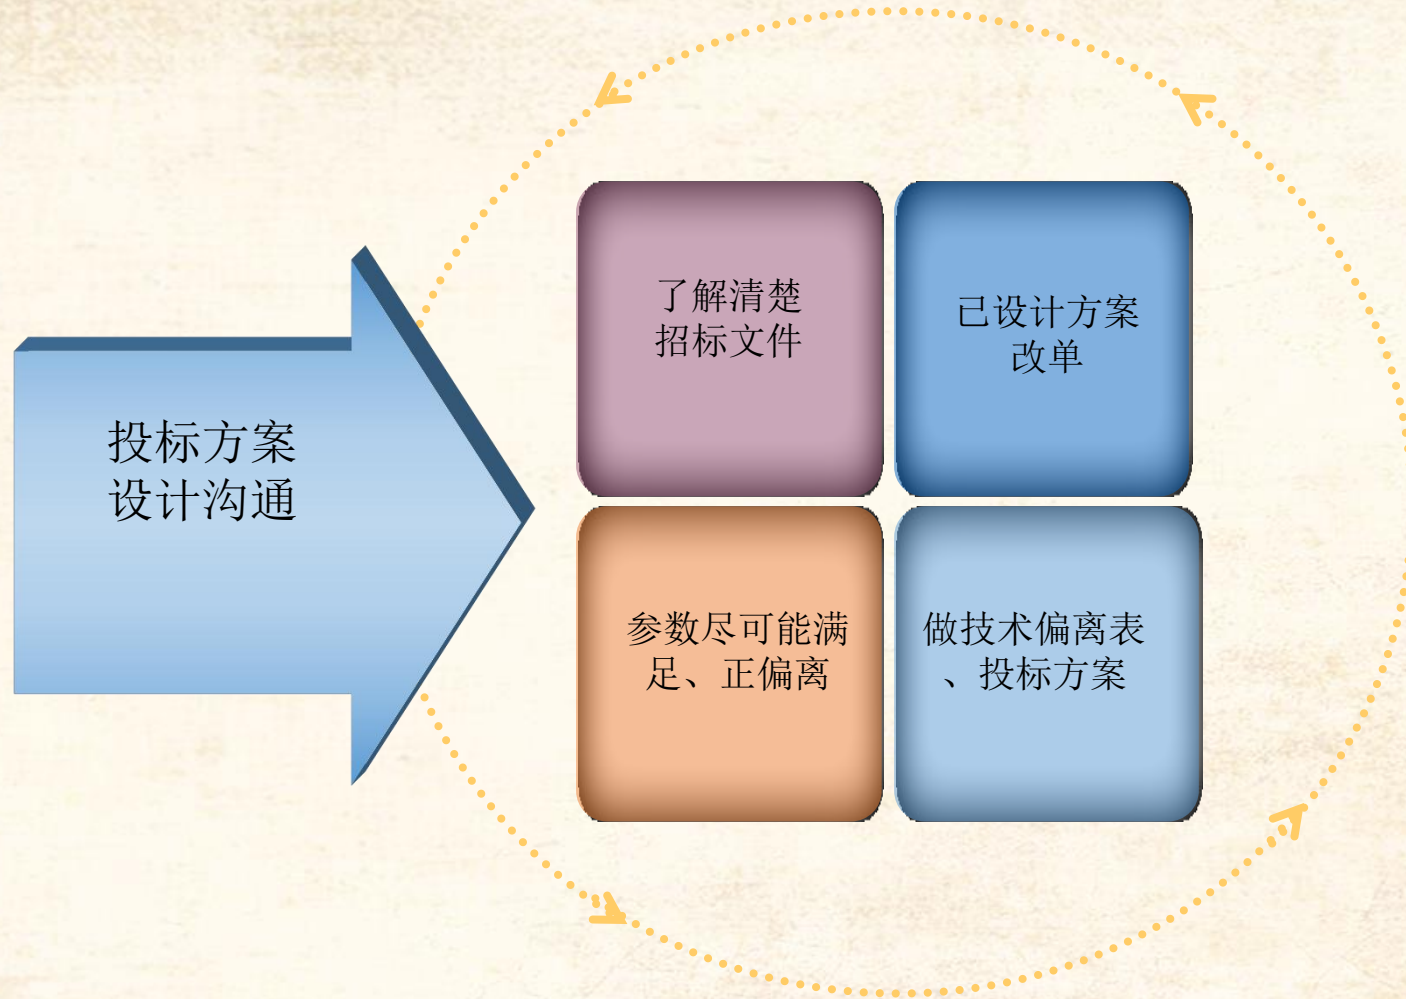 投标方案
设计沟通
了解清楚
招标文件
已设计方案
改单
参数尽可能满
足、正偏离
做技术偏离表
、投标方案